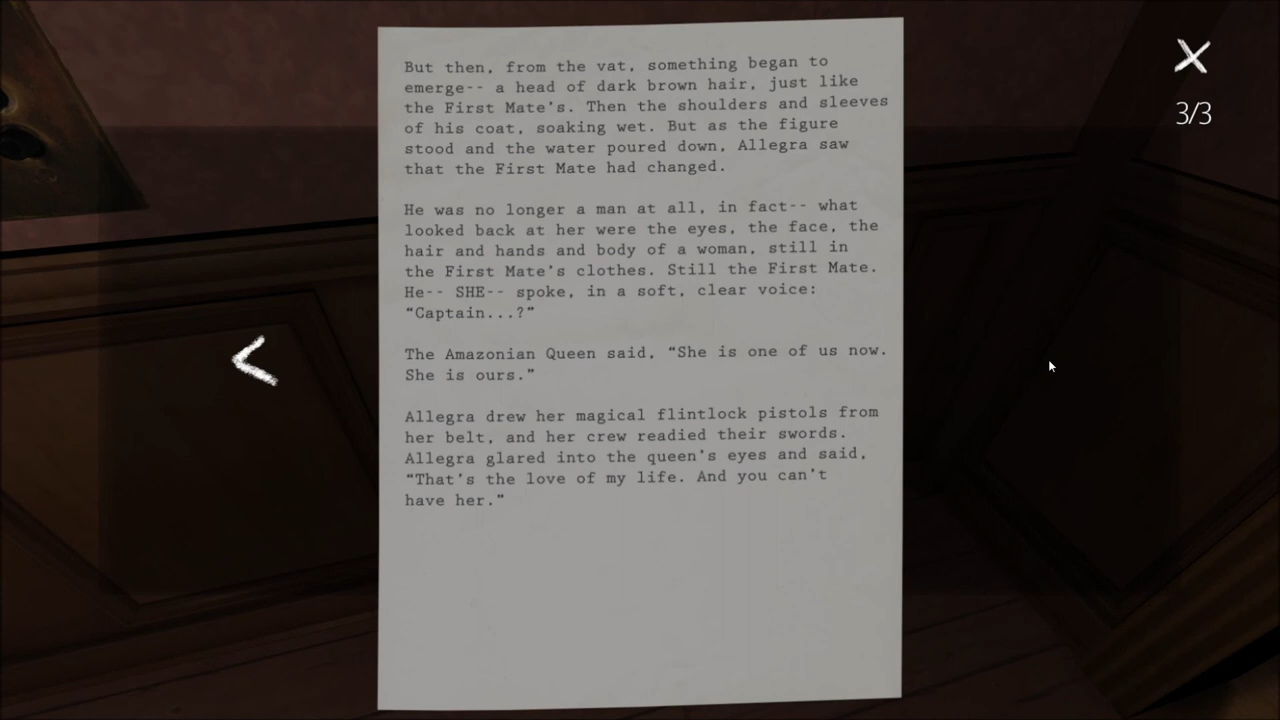 But then, from the vat, something began to
emerge-- a head of dark brown hair, just like
the First Mate's. Then the shoulders and sleeves
of his coat, soaking wet. But as the figure
stood and the water poured down, Allegra saw
that the First Mate had changed.
He was no longer a man at all, in fact-- what
looked back at her were the eyes, the face, the
hair and hands and body of a woman, still in
the First Mate's clothes. Still the First Mate.
He-- SHE-- spoke, in a soft, clear voice:
“Captain...?”
The Amazonian Queen said, “She is one of us now.
She is ours.”
Allegra drew her magical flintlock pistols from
her belt, and her crew readied their swords.
Allegra glared into the queen's eyes and said,
“That's the love of my life. And you can't
have her.”
3/3